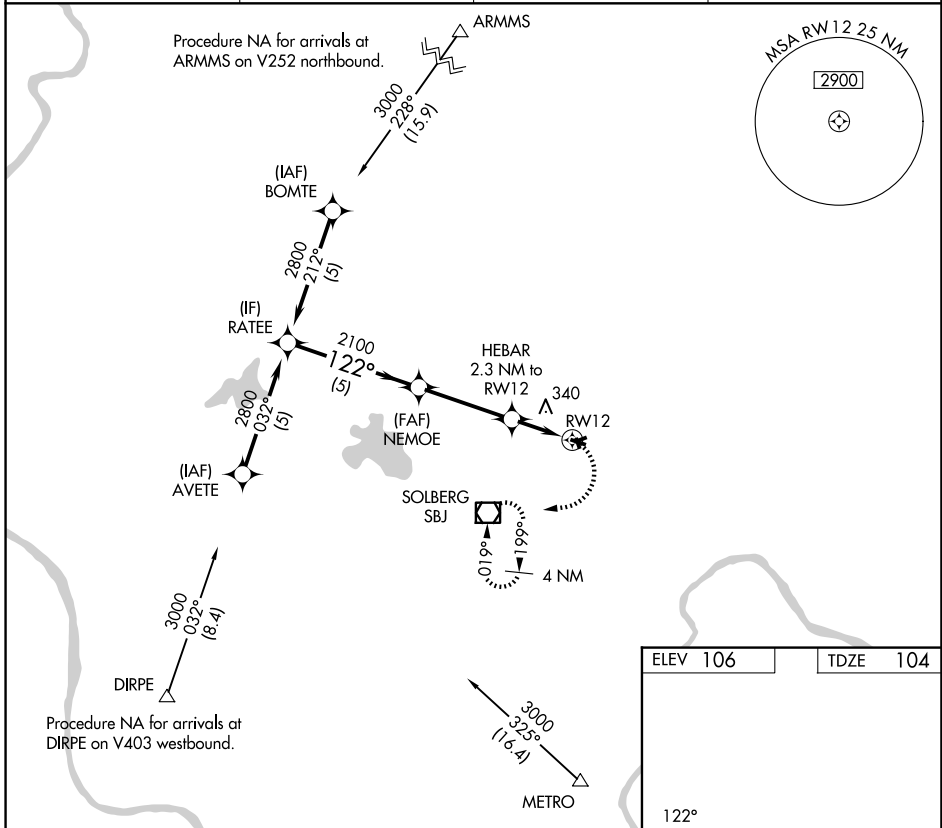 Procedure NA for arrivals at
ARMMS on V252 northbound.
ARMMS
MSA RW12 25 NM
2900
3000
228°
(15.9)
(IAF)
BOMTE
2800
212°
(5)
(IF)
RATEE
2100
122°
(5)
HEBAR
2.3 NM to
RW12
340
RW12
(FAF)
NEMOE
2800
032°
(5)
(IAF)
AVETE
SOLBERG
SBJ
019°
199°
4 NM
3000
032°
(8.4)
DIRPE
Procedure NA for arrivals at
DIRPE on V403 westbound.
3000
325°
(16.4)
METRO
ELEV 106
TDZE 104
122°